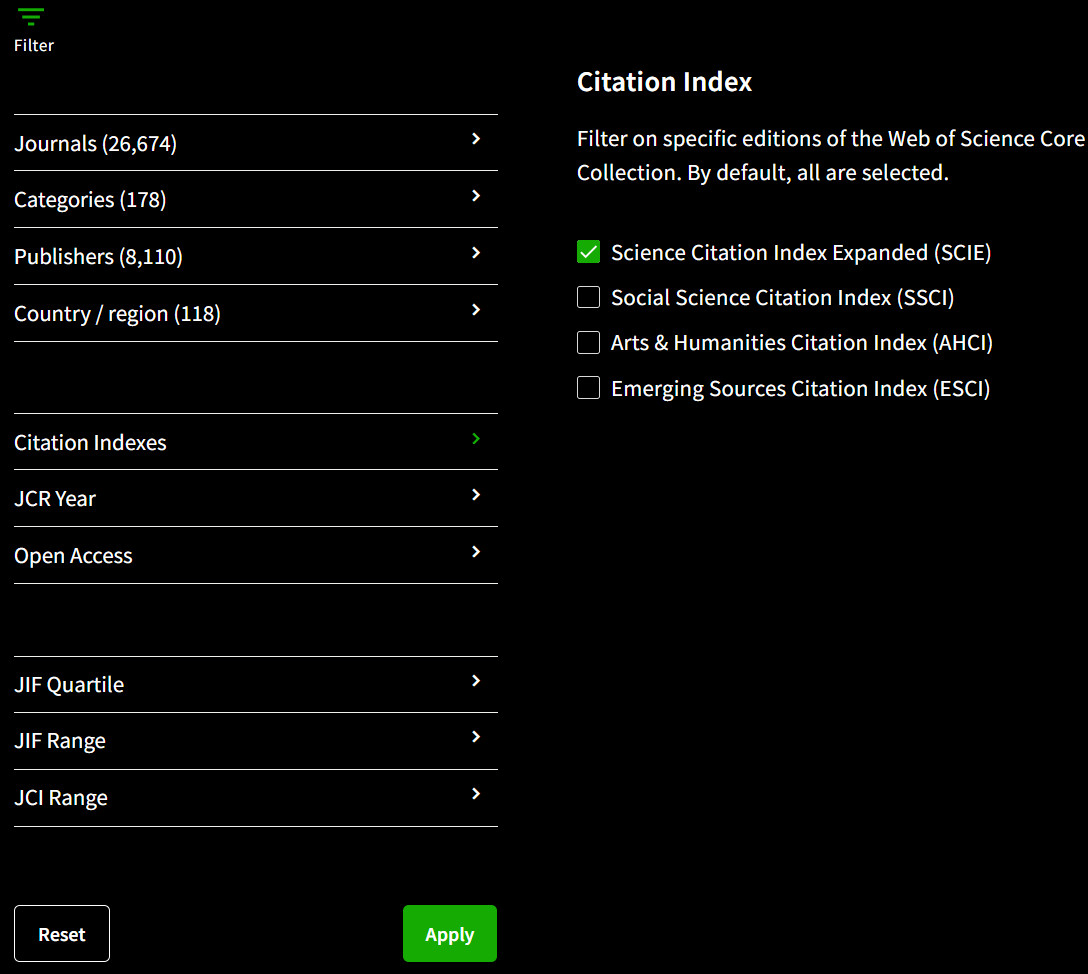 Filter
Journals (26,674)
Categories (178)
Publishers (8,110)
Country / region (118)
Citation Indexes
JCR Year
Open Access
JIF Quartile
JIF Range
JCI Range
Reset
Apply
Citation Index
Filter on specific editions of the Web of Science Core
Collection. By default, all are selected.
Science Citation Index Expanded (SCIE)
Social Science Citation Index (SSCI)
Arts & Humanities Citation Index (AHCI)
Emerging Sources Citation Index (ESCI)